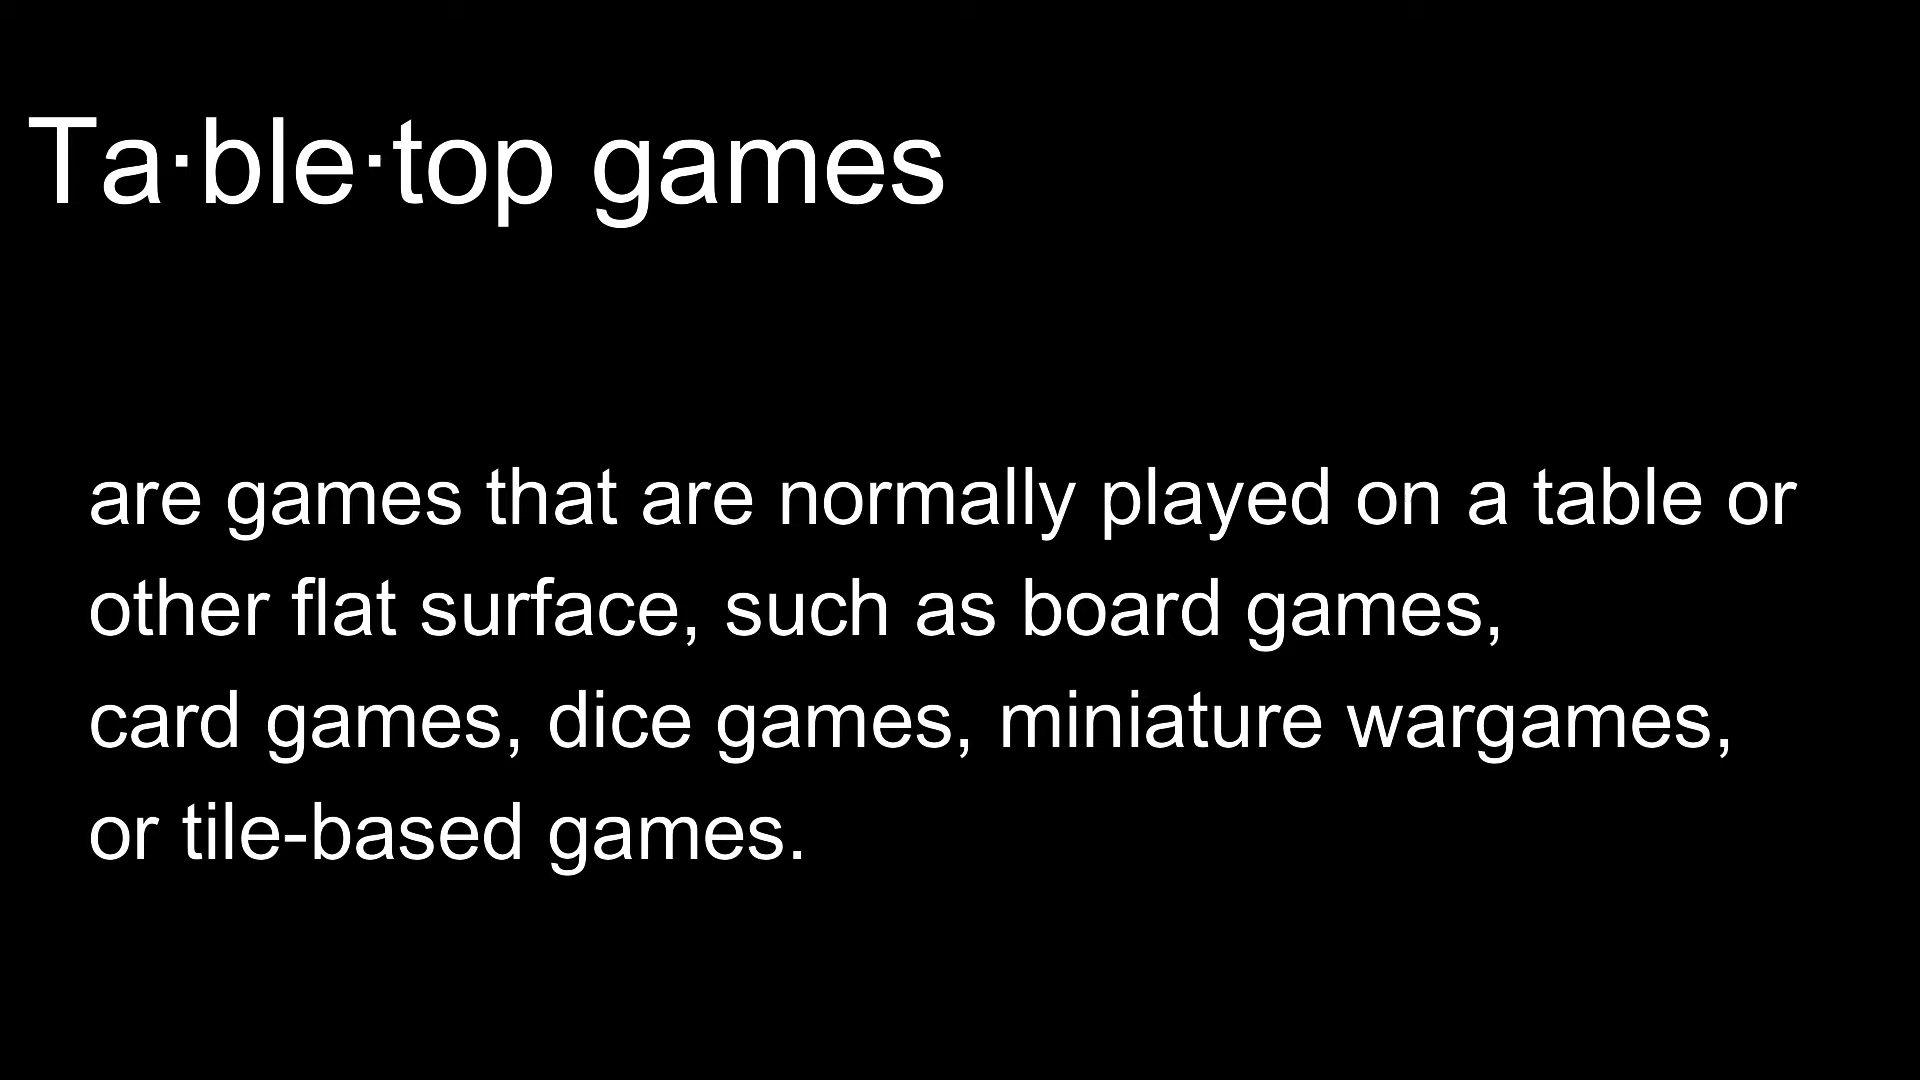 Ta·ble·top games
are games that are normally played on a table or
other flat surface, such as board games,
card games, dice games, miniature wargames,
or tile-based games.